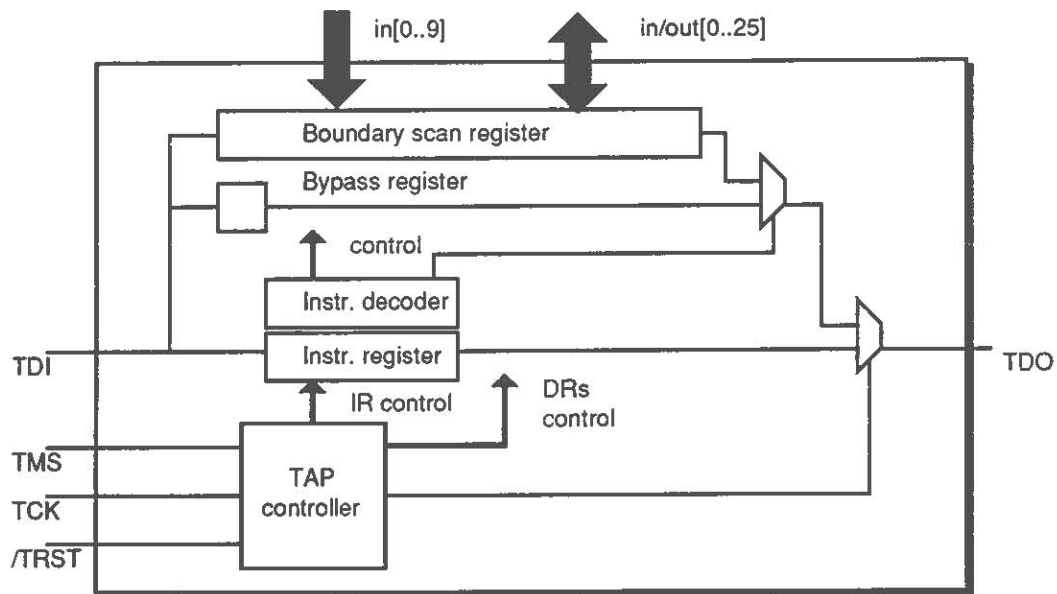 in[0..9]
in/out[0..25]
Boundary scan register
Bypass register
control
Instr. decoder
Instr. register
TDI
TDO
IR control
DRs
control
TMS
TAP
controller
TCK
/TRST